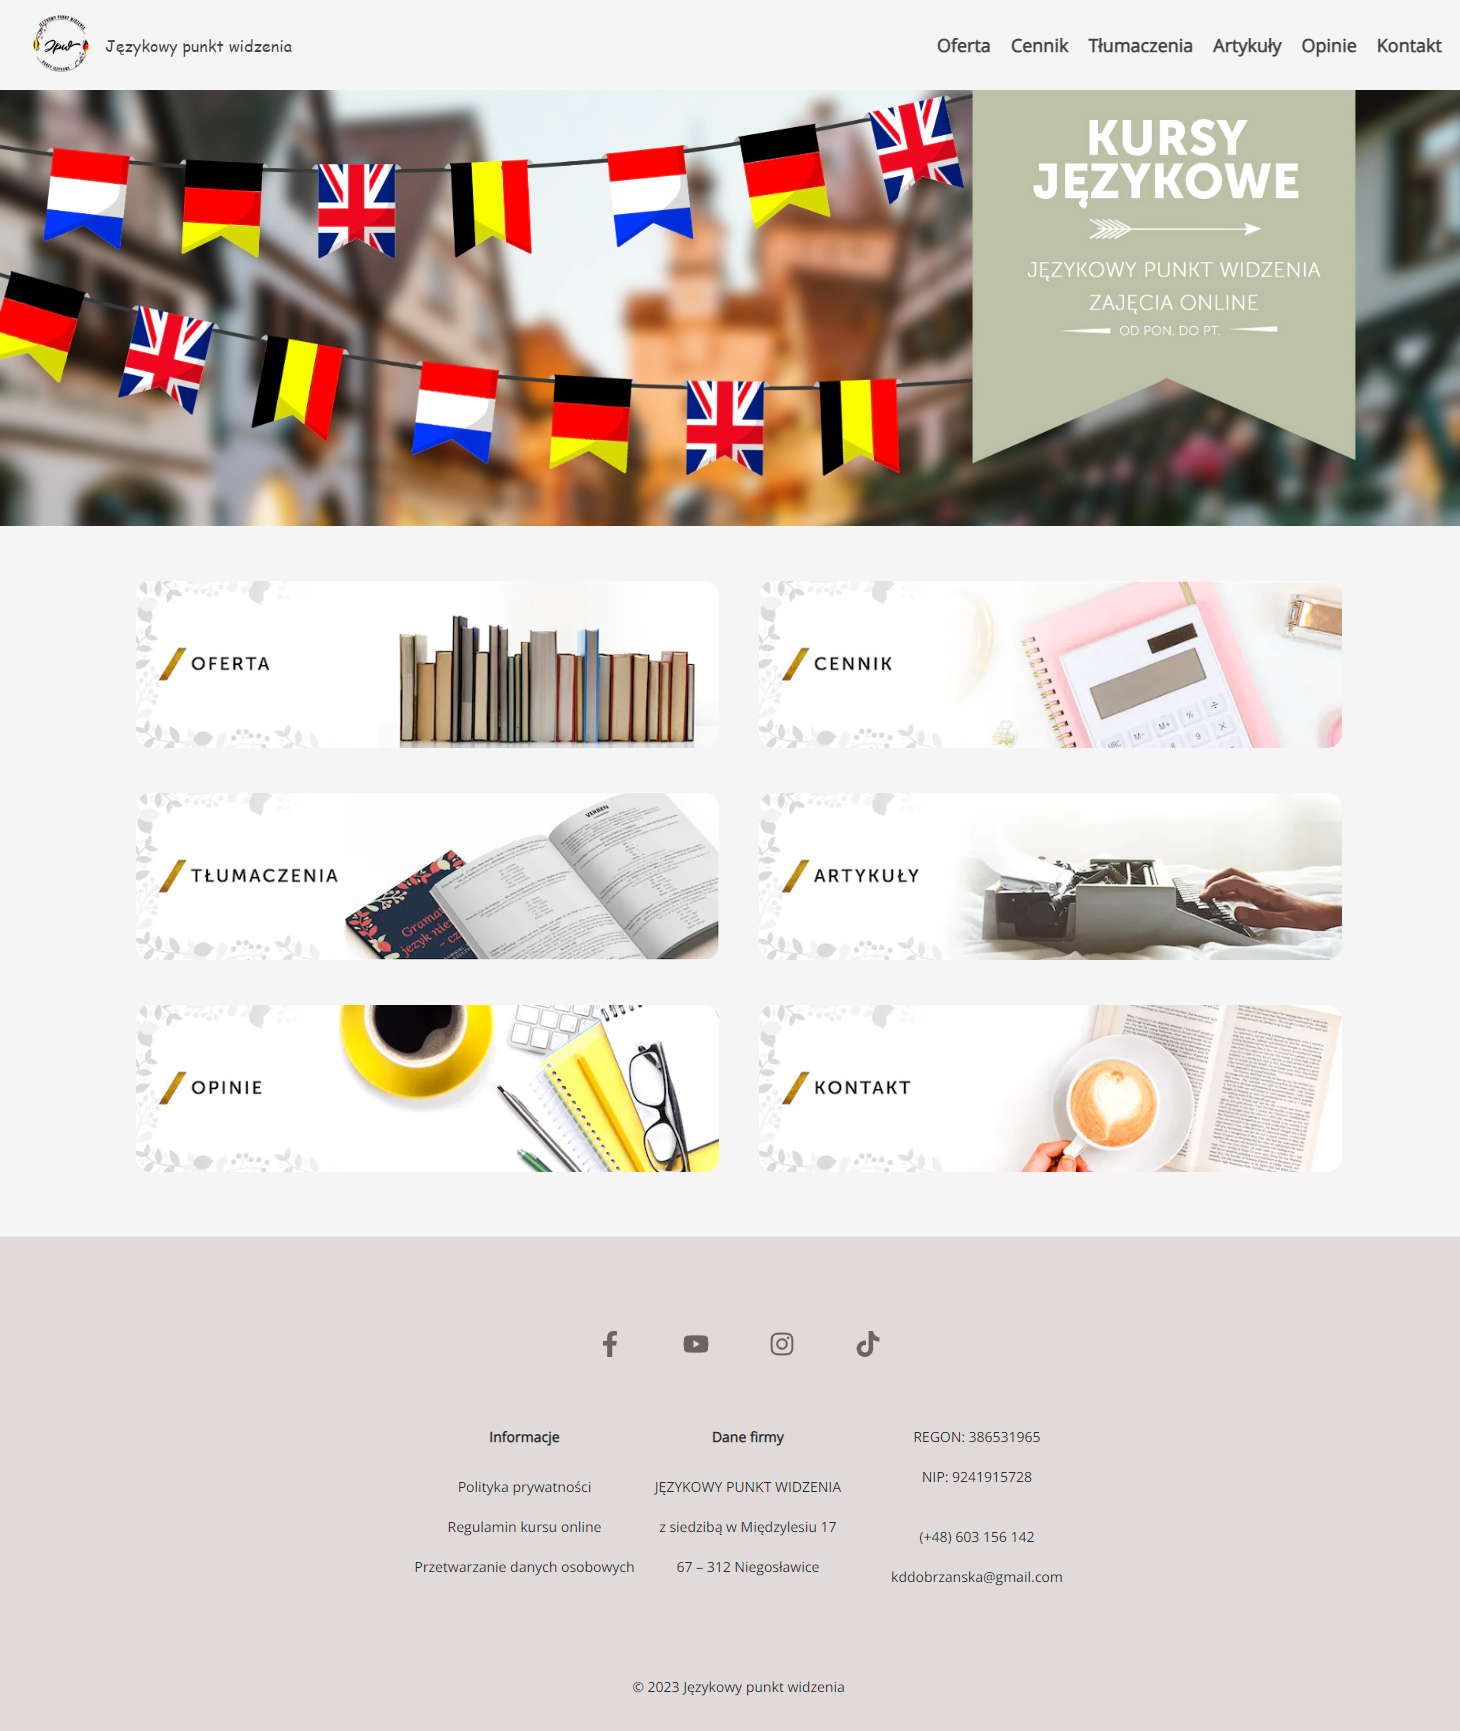 Językowy punkt widzenia
Oferta Cennik Tłumaczenia Artykuły Opinie Kontakt
KURSY
JĘZYKOWE
JĘZYKOWY PUNKT WIDZENIA
ZAJĘCIA ONLINE
OD PON. DO PT.
OFERTA
CENNIK
TŁUMACZENIA
VERBEN
ARTYKUŁY
OPINIE
KONTAKT
Informacje
Polityka prywatności
Regulamin kursu online
Przetwarzanie danych osobowych
Dane firmy
JĘZYKOWY PUNKT WIDZENIA
z siedzibą w Międzylesiu 17
67 – 312 Niegosławice
REGON: 386531965
NIP: 9241915728
(+48) 603 156 142
kddobrzanska@gmail.com
© 2023 Językowy punkt widzenia